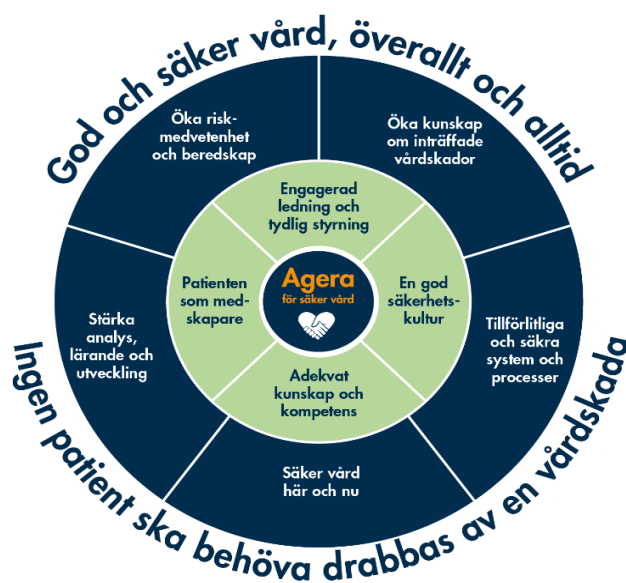 God och säker vård, överallt och alltid
Öka risk-
medvetenhet
och beredskap
Öka kunskap
om inträffade
vårdskador
Engagerad
ledning och
tydlig styrning
Patienten
som med-
skapare
Agera
för säker vård
En god
säkerhets-
kultur
Stärka
analys,
lärande och
utveckling
Tillförlitliga
och säkra
system och
processer
Adekvat
kunskap och
kompetens
Säker vård
här och nu
Ingen patient ska behöva drabbas av en vårdskada